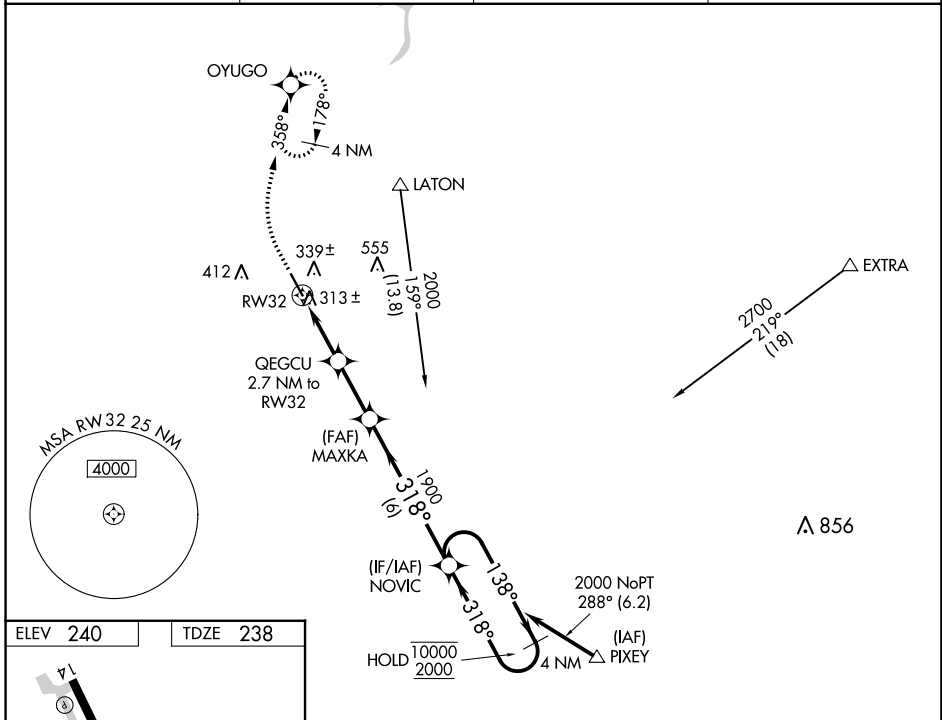 OYUGO
178°
358°
4 NM
LATON
339±
555
412
EXTRA
2000
159°
(13.8)
RW32
313±
2700
219°
(18)
QEGCU
2.7 NM to
RW32
(FAF)
MAXKA
MSA RW32 25 NM
4000
1900
318°
(6)
856
(IF/IAF)
NOVIC
138°
2000 NoPT
288° (6.2)
318°
(IAF)
PIXEY
HOLD 10000
2000
4 NM
ELEV 240
TDZE 238
14
P